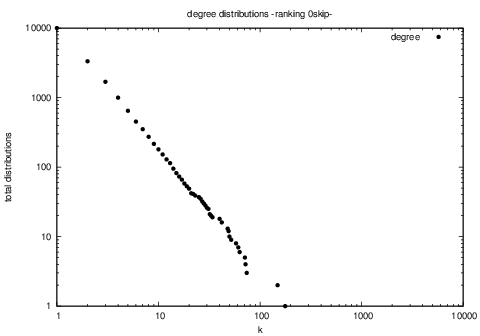 degree distributions -ranking 0skip-
degree
10000
1000
100
10
1
total distributions
1 10 100 1000 10000
k